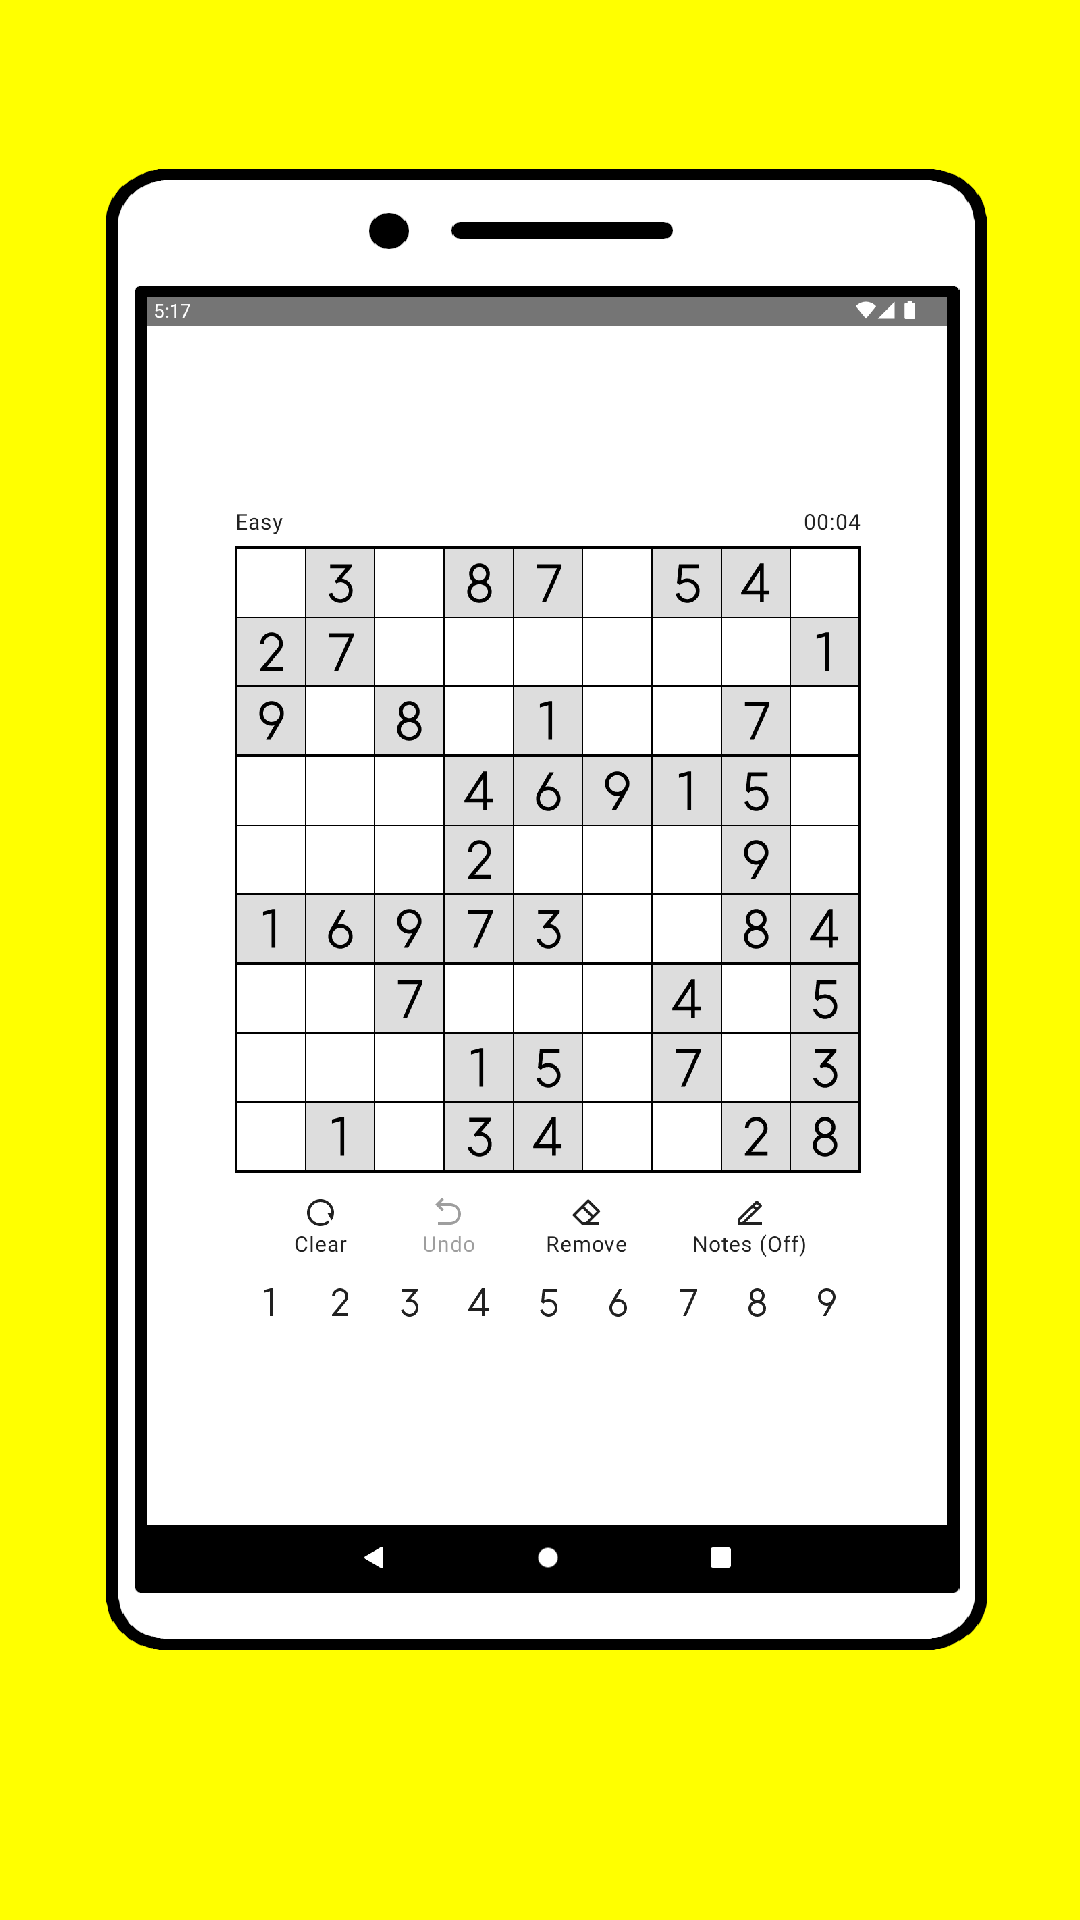 5:17
Easy 00:04
3 8 7 5 4
2 7 1
9 8 1 7
4 6 9 1 5
2 9
1 6 9 7 3 8 4
7 4 5
1 5 7 3
1 3 4 2 8
Clear Undo Remove Notes (Off)
1 2 3 4 5 6 7 8 9